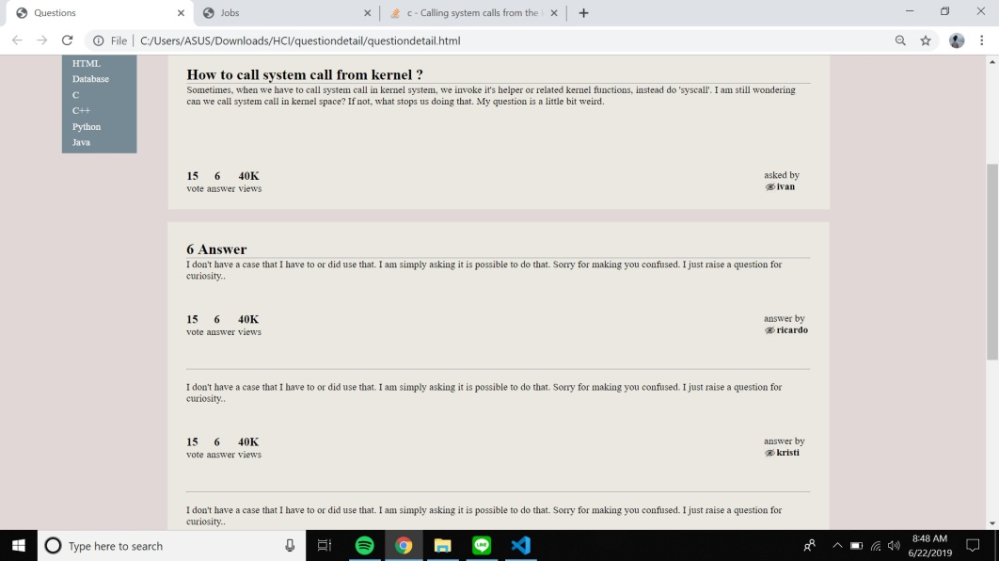 Questions
Jobs
c - Calling system calls from the
File
C:/Users/ASUS/Downloads/HCI/questiondetail/questiondetail.html
HTML
Database
C
C++
Python
Java
How to call system call from kernel ?
Sometimes, when we have to call system call in kernel system, we invoke it's helper or related kernel functions, instead do 'syscall'. I am still wondering
can we call system call in kernel space? If not, what stops us doing that. My question is a little bit weird.
15 6 40K
vote answer views
asked by
ivan
6 Answer
I don't have a case that I have to or did use that. I am simply asking it is possible to do that. Sorry for making you confused. I just raise a question for
curiosity..
15 6 40K
vote answer views
answer by
ricardo
I don't have a case that I have to or did use that. I am simply asking it is possible to do that. Sorry for making you confused. I just raise a question for
curiosity..
15 6 40K
vote answer views
answer by
kristi
I don't have a case that I have to or did use that. I am simply asking it is possible to do that. Sorry for making you confused. I just raise a question for
curiosity..
Type here to search
LINE
8:48 AM
6/22/2019